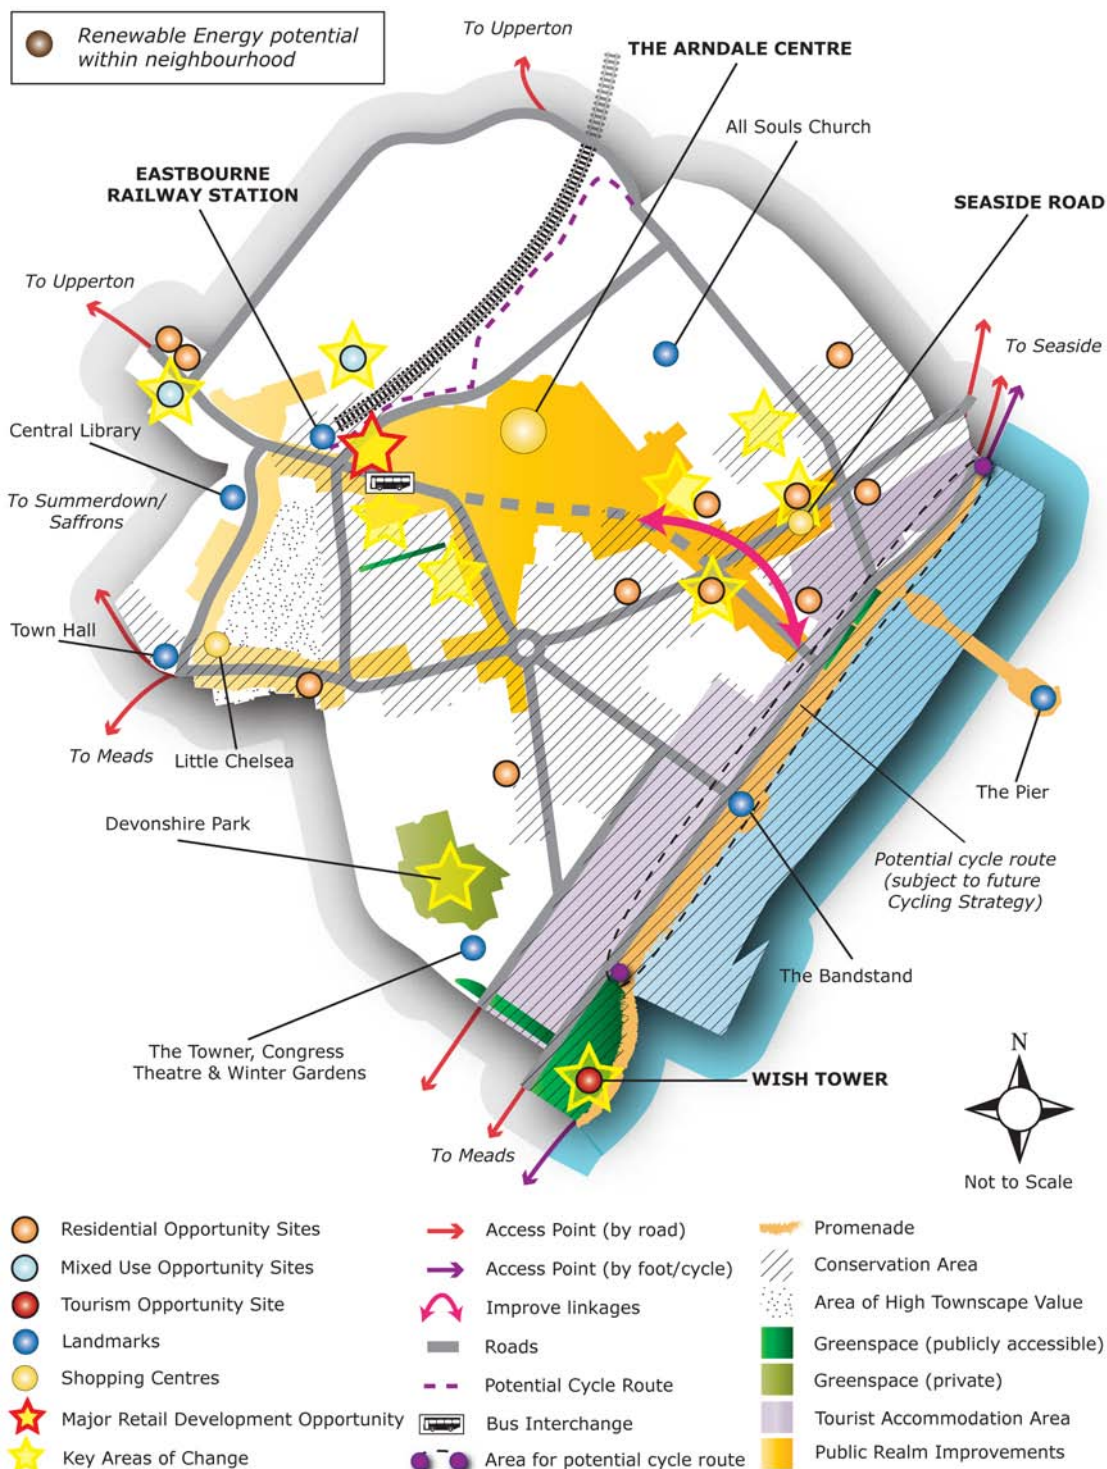 Renewable Energy potential
within neighbourhood
To Upperton
THE ARNDALE CENTRE
All Souls Church
EASTBOURNE
RAILWAY STATION
SEASIDE ROAD
To Upperton
To Seaside
Central Library
To Summerdown/
Saffrons
Town Hall
To Meads
Little Chelsea
The Pier
Devonshire Park
Potential cycle route
(subject to future
Cycling Strategy)
The Bandstand
The Towner, Congress
Theatre & Winter Gardens
WISH TOWER
To Meads
N
Not to Scale
Residential Opportunity Sites
Mixed Use Opportunity Sites
Tourism Opportunity Site
Landmarks
Shopping Centres
Major Retail Development Opportunity
Key Areas of Change
Access Point (by road)
Access Point (by foot/cycle)
Improve linkages
Roads
Potential Cycle Route
Bus Interchange
Area for potential cycle route
Promenade
Conservation Area
Area of High Townscape Value
Greenspace (publicly accessible)
Greenspace (private)
Tourist Accommodation Area
Public Realm Improvements